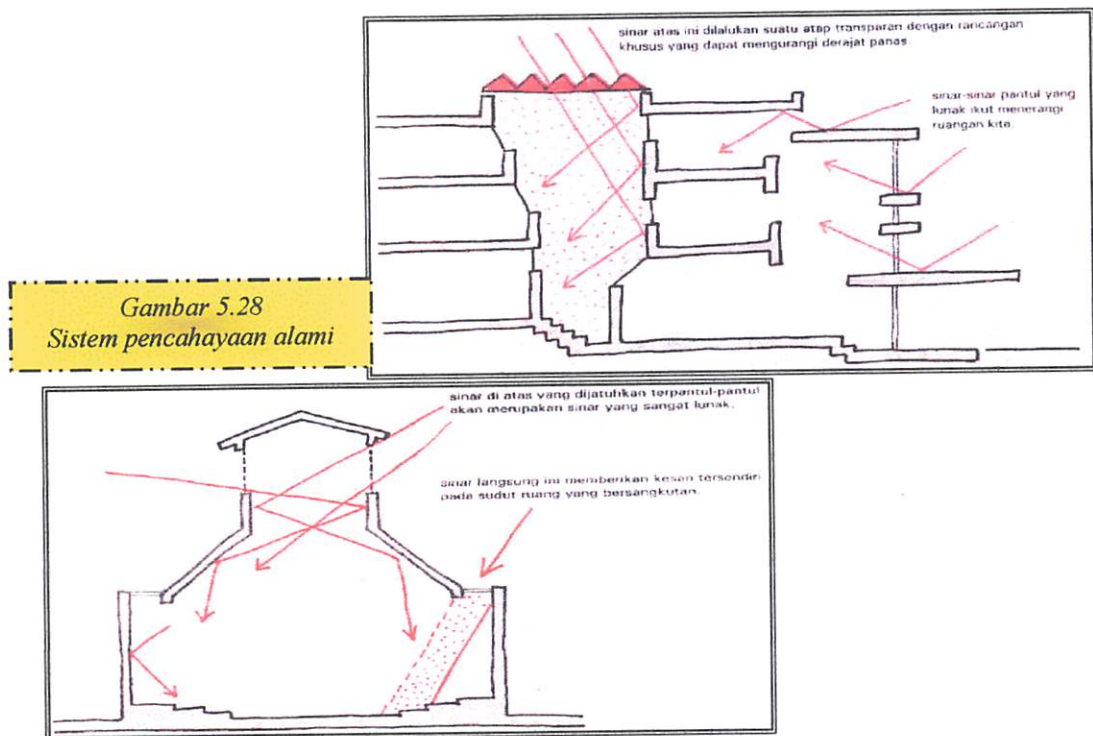 sinar atas ini dilalukan suatu atap transparan dengan rancangan
khusus yang dapat mengurangi derajat panas.
sinar-sinar pantul yang
lunak ikut menerangi
ruangan kita.
Gambar 5.28
Sistem pencahayaan alami
sinar di atas yang dijatuhkan terpantul-pantul
akan merupakan sinar yang sangat lunak.
sinar langsung ini memberikan kesan tersendiri
pada sudut ruang yang bersangkutan.